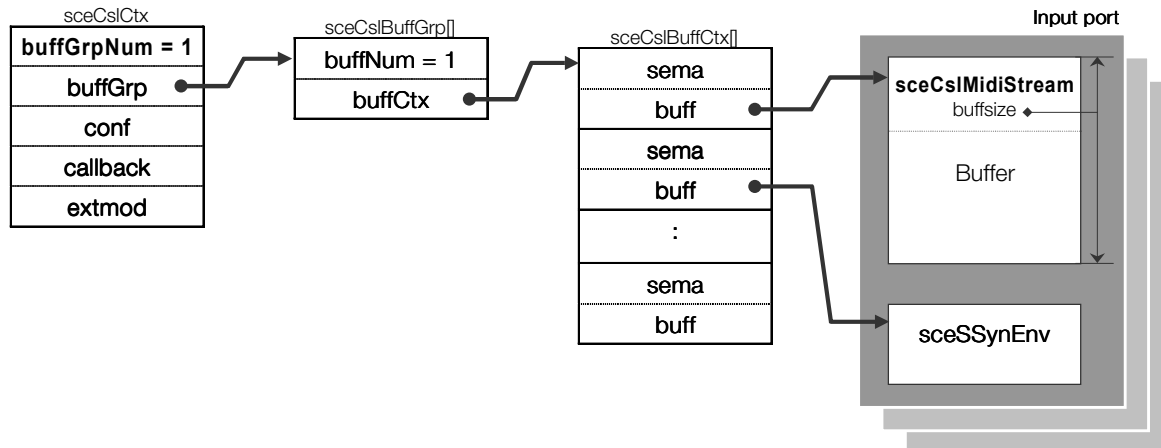 sceCslCtx
buffGrpNum = 1
buffGrp
conf
callback
extmod
sceCslBuffGrp[]
buffNum = 1
buffCtx
sceCslBuffCtx[]
sema
buff
sema
buff
:
sema
buff
Input port
sceCslMidiStream
buffsize
Buffer
sceSSynEnv